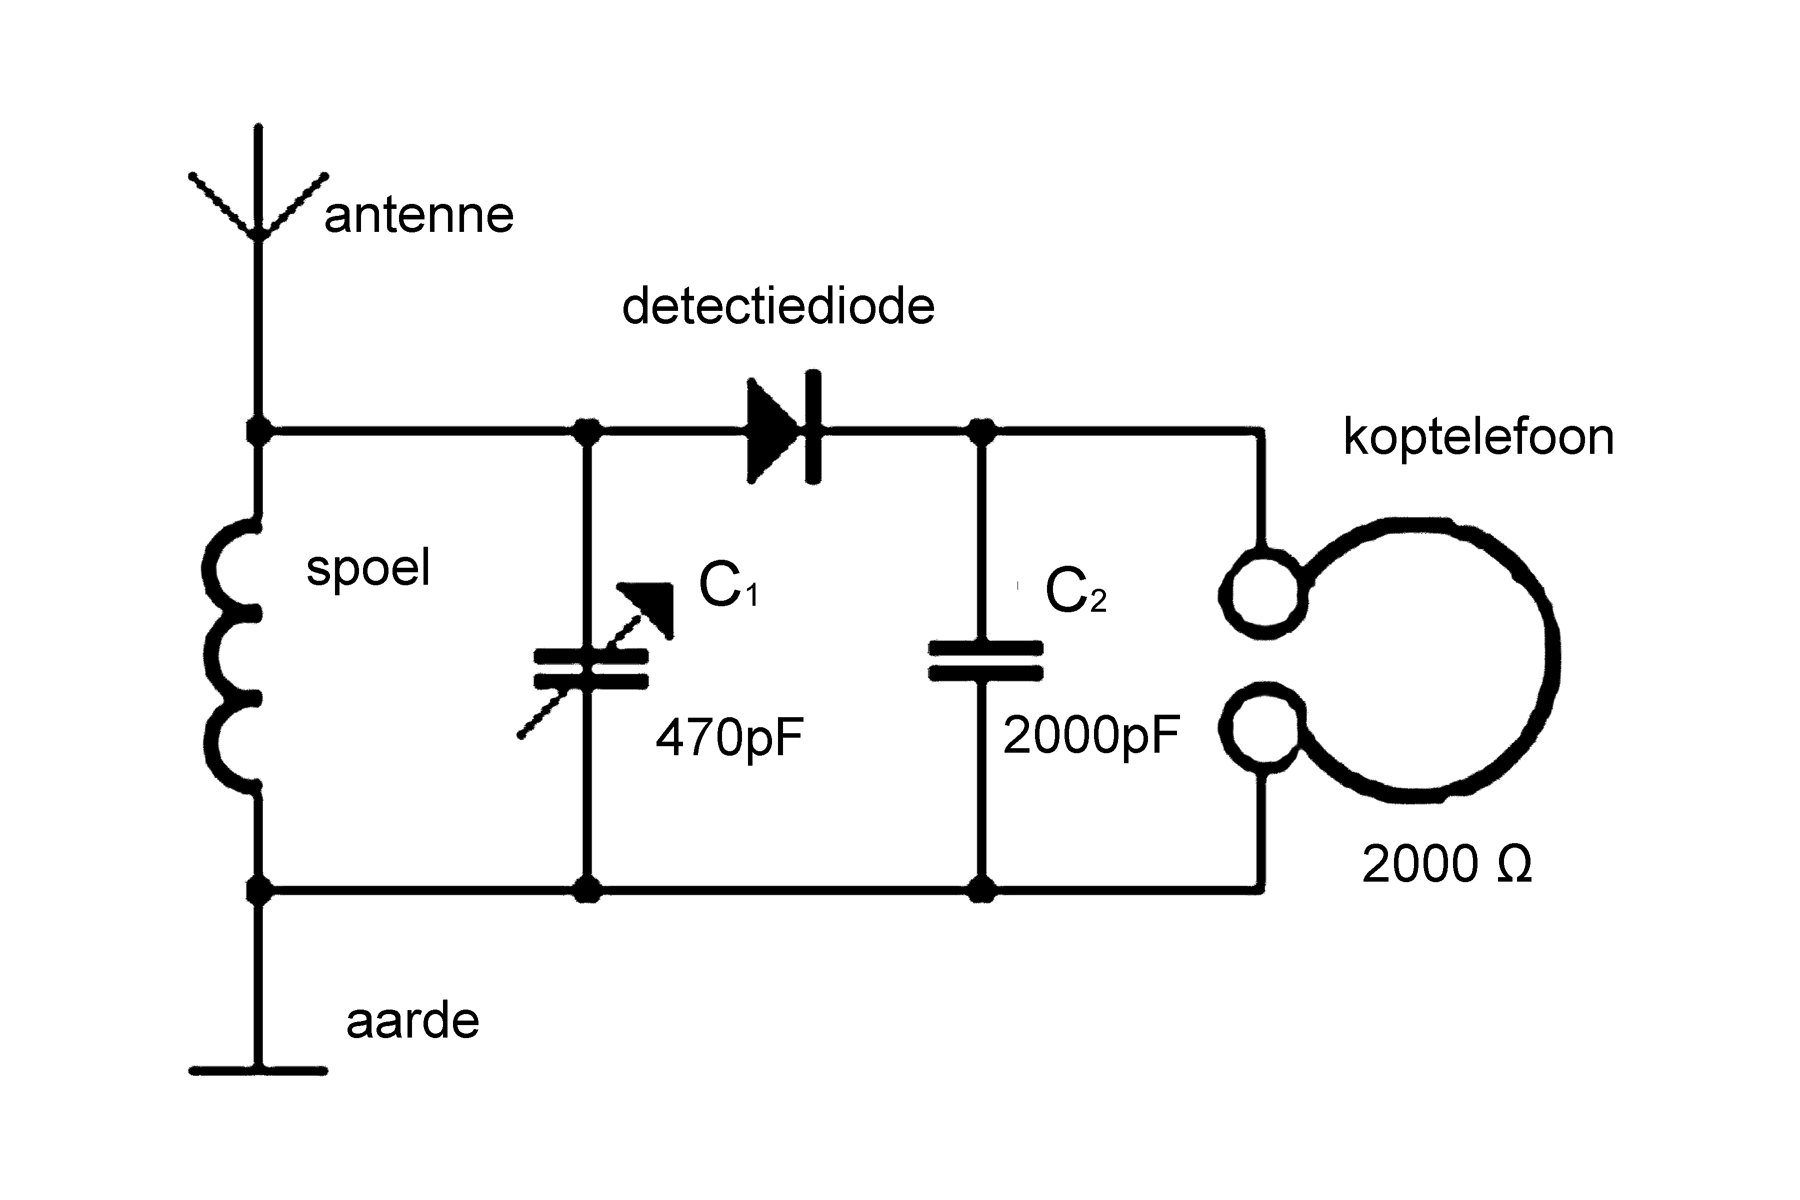 antenne
detectiediode
koptelefoon
spoel
C₁
C₂
470pF
2000pF
2000 Ω
aarde